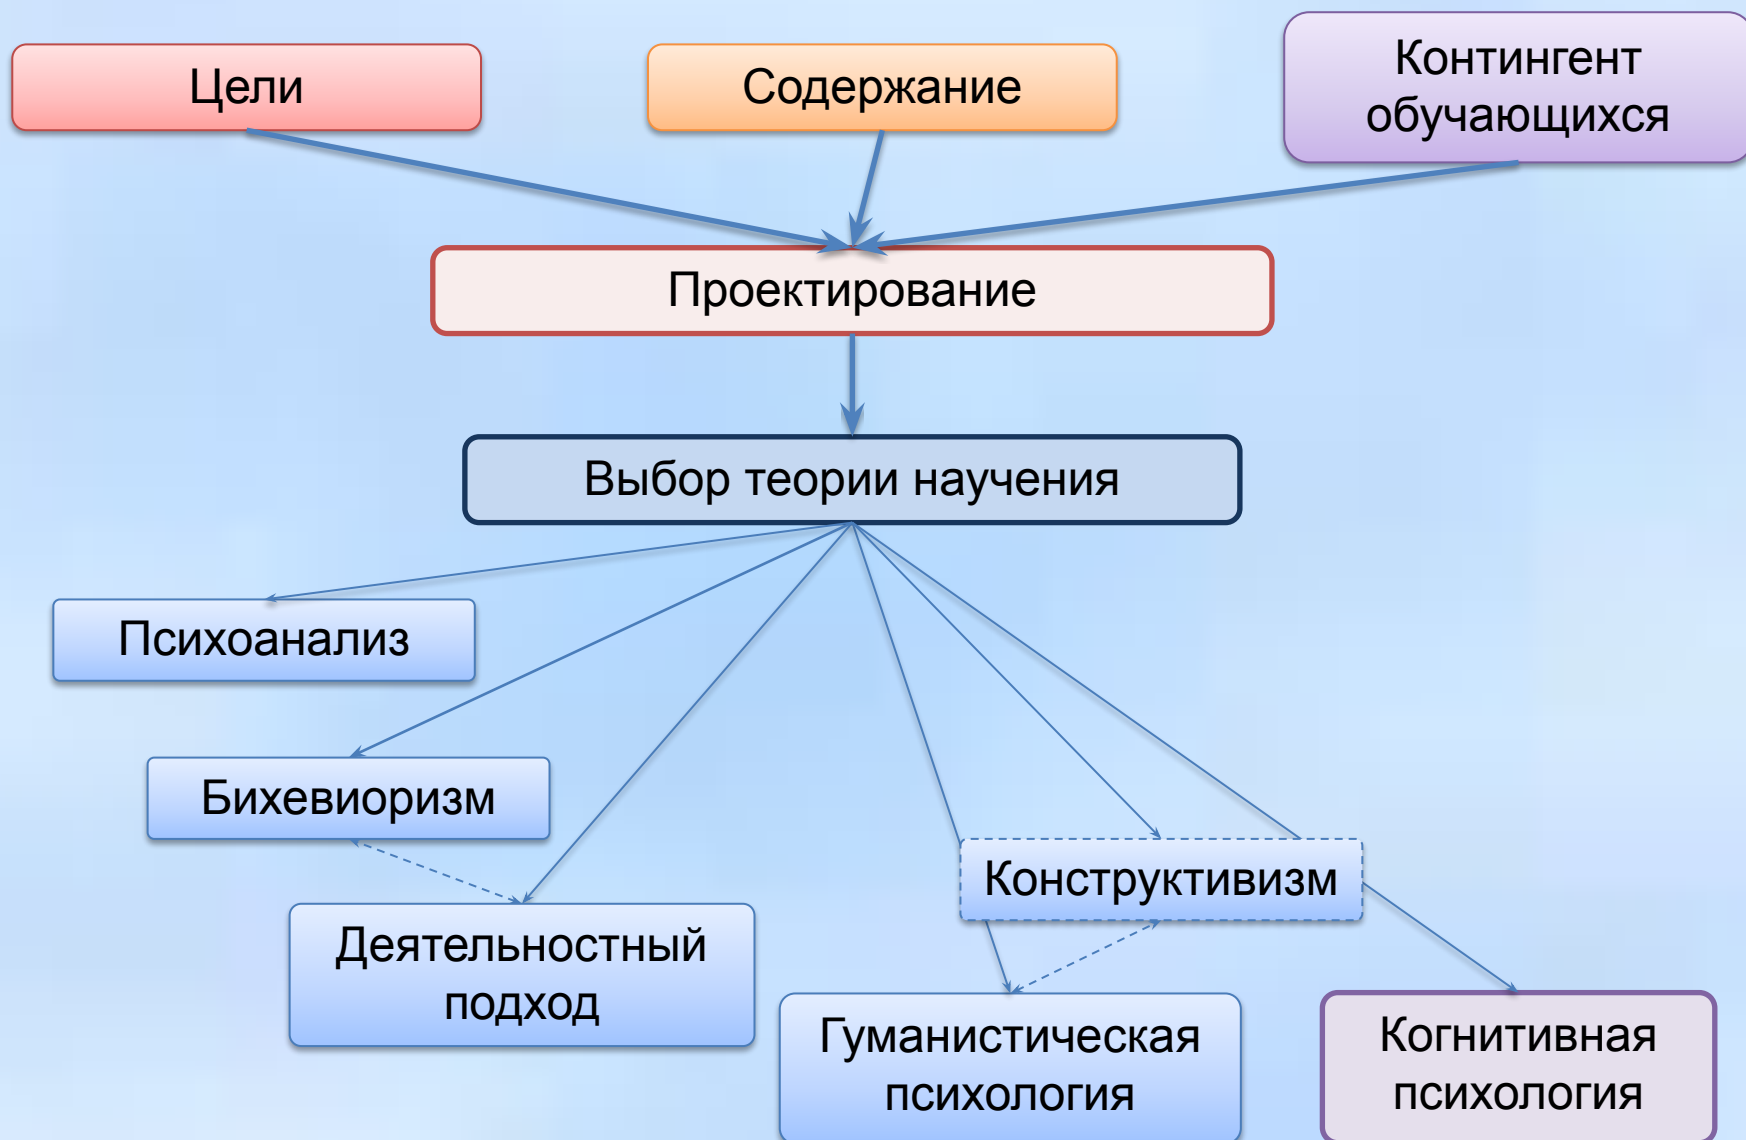 Цели
Содержание
Контингент
обучающихся
Проектирование
Выбор теории научения
Психоанализ
Бихевиоризм
Конструктивизм
Деятельностный
подход
Гуманистическая
психология
Когнитивная
психология